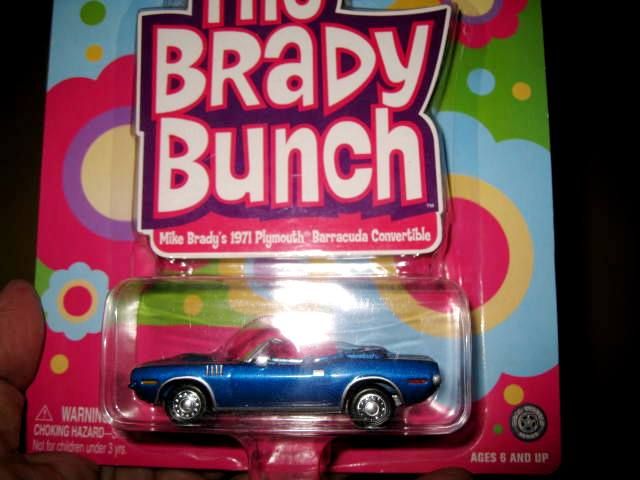 The
BRADY
Bunch
™
Mike Brady's 1971 Plymouth® Barracuda Convertible
WARNING
CHOKING HAZARD—S
Not for children under 3 yrs.
AGES 6 AND UP